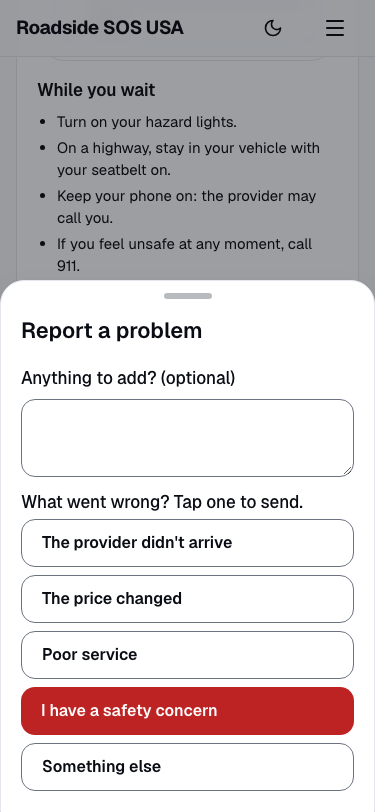 Roadside SOS USA
While you wait
Turn on your hazard lights.
On a highway, stay in your vehicle with
your seatbelt on.
Keep your phone on: the provider may
call you.
If you feel unsafe at any moment, call
911.
Report a problem
Anything to add? (optional)
What went wrong? Tap one to send.
The provider didn't arrive
The price changed
Poor service
I have a safety concern
Something else